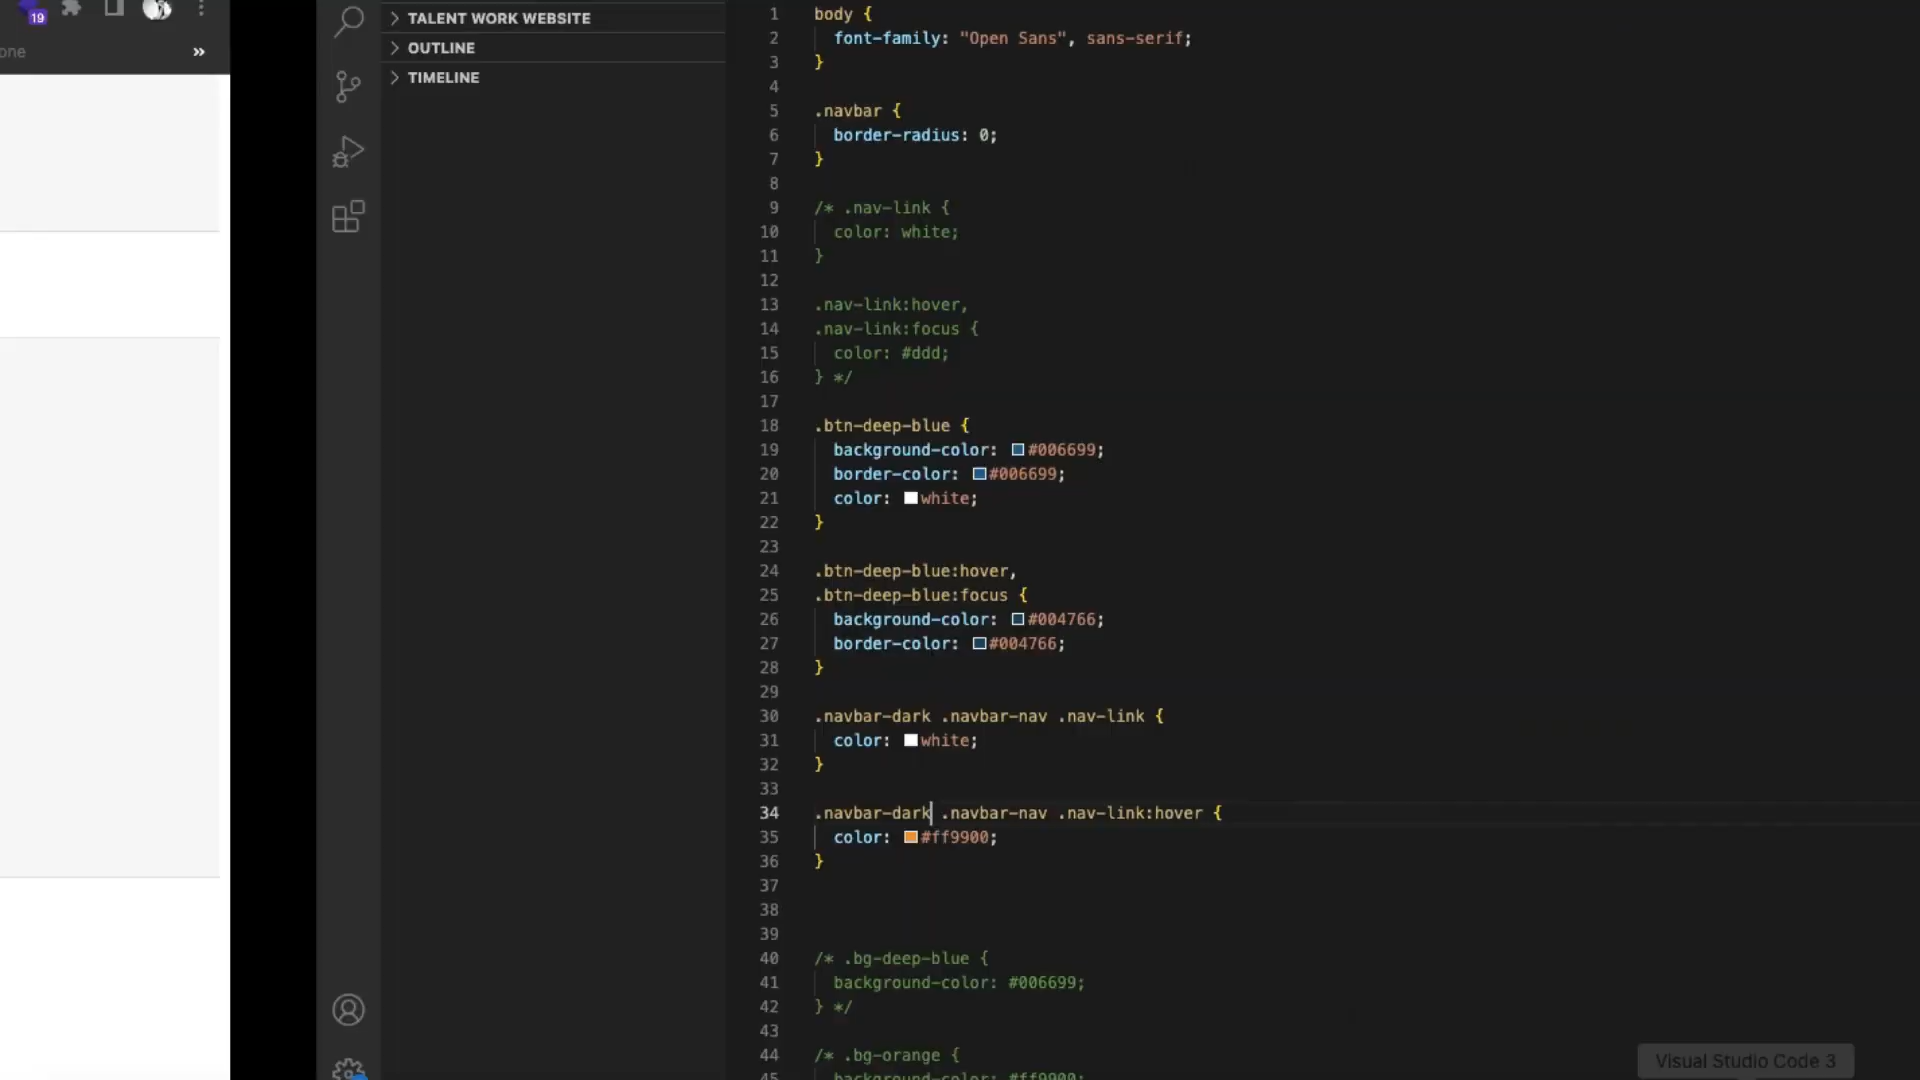 19
one
»
TALENT WORK WEBSITE
OUTLINE
TIMELINE
1 body {
2 font-family: "Open Sans", sans-serif;
3 }
4
5 .navbar {
6 border-radius: 0;
7 }
8
9 /* .nav-link {
10 color: white;
11 }
12
13 .nav-link:hover,
14 .nav-link:focus {
15 color: #ddd;
16 } */
17
18 .btn-deep-blue {
19 background-color: #006699;
20 border-color: #006699;
21 color: white;
22 }
23
24 .btn-deep-blue:hover,
25 .btn-deep-blue:focus {
26 background-color: #004766;
27 border-color: #004766;
28 }
29
30 .navbar-dark .navbar-nav .nav-link {
31 color: white;
32 }
33
34 .navbar-dark .navbar-nav .nav-link:hover {
35 color: #ff9900;
36 }
37
38
39
40 /* .bg-deep-blue {
41 background-color: #006699;
42 } */
43
44 /* .bg-orange {
45 background-color: #ff9900;
Visual Studio Code 3